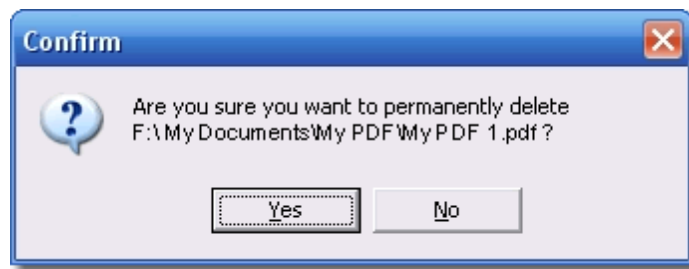 Confirm
Are you sure you want to permanently delete
F:\My Documents\My PDF\My PDF 1.pdf ?
Yes
No